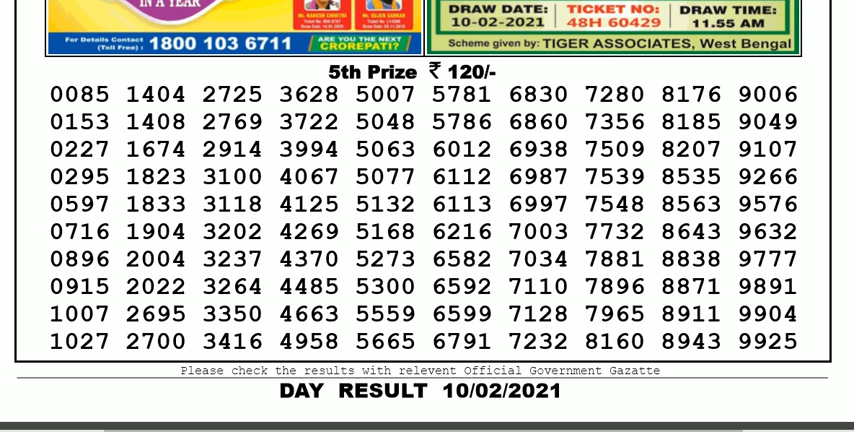 IN A YEAR
For Details Contact
(Toll Free) : 1800 103 6711
ARE YOU THE NEXT
CROREPATI?
DRAW DATE: TICKET NO: DRAW TIME:
10-02-2021 48H 60429 11.55 AM
Scheme given by: TIGER ASSOCIATES, West Bengal
5th Prize ₹ 120/-
0085 1404 2725 3628 5007 5781 6830 7280 8176 9006
0153 1408 2769 3722 5048 5786 6860 7356 8185 9049
0227 1674 2914 3994 5063 6012 6938 7509 8207 9107
0295 1823 3100 4067 5077 6112 6987 7539 8535 9266
0597 1833 3118 4125 5132 6113 6997 7548 8563 9576
0716 1904 3202 4269 5168 6216 7003 7732 8643 9632
0896 2004 3237 4370 5273 6582 7034 7881 8838 9777
0915 2022 3264 4485 5300 6592 7110 7896 8871 9891
1007 2695 3350 4663 5559 6599 7128 7965 8911 9904
1027 2700 3416 4958 5665 6791 7232 8160 8943 9925
Please check the results with relevent Official Government Gazatte
DAY RESULT 10/02/2021